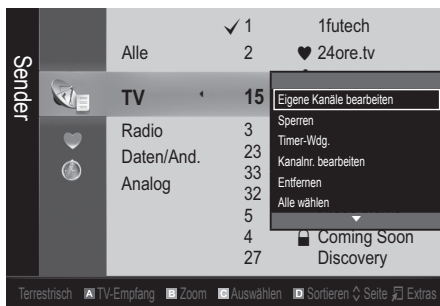 Sender
Alle
TV
Radio
Daten/And.
Analog
1 1futech
2 24ore.tv
15
3
23
33
32
5
4 Coming Soon
27 Discovery
Eigene Kanäle bearbeiten
Sperren
Timer-Wdg.
Kanalnr. bearbeiten
Entfernen
Alle wählen
Terrestrisch A TV-Empfang B Zoom C Auswählen D Sortieren Seite Extras